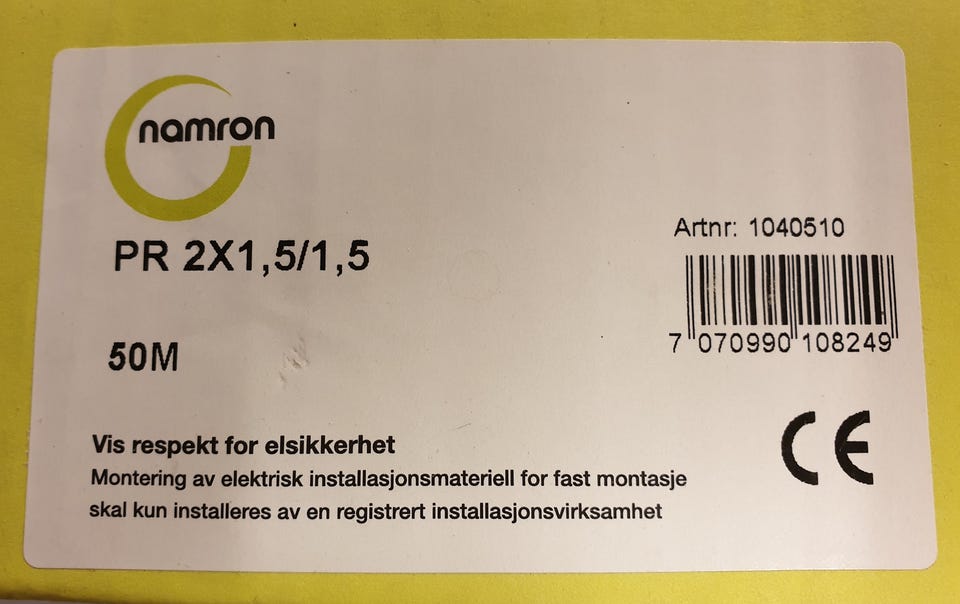 namron
PR 2X1,5/1,5
Artnr: 1040510
50M
7 070990 108249
Vis respekt for elsikkerhet
Montering av elektrisk installasjonsmateriell for fast montasje
skal kun installeres av en registrert installasjonsvirksamhet
CE